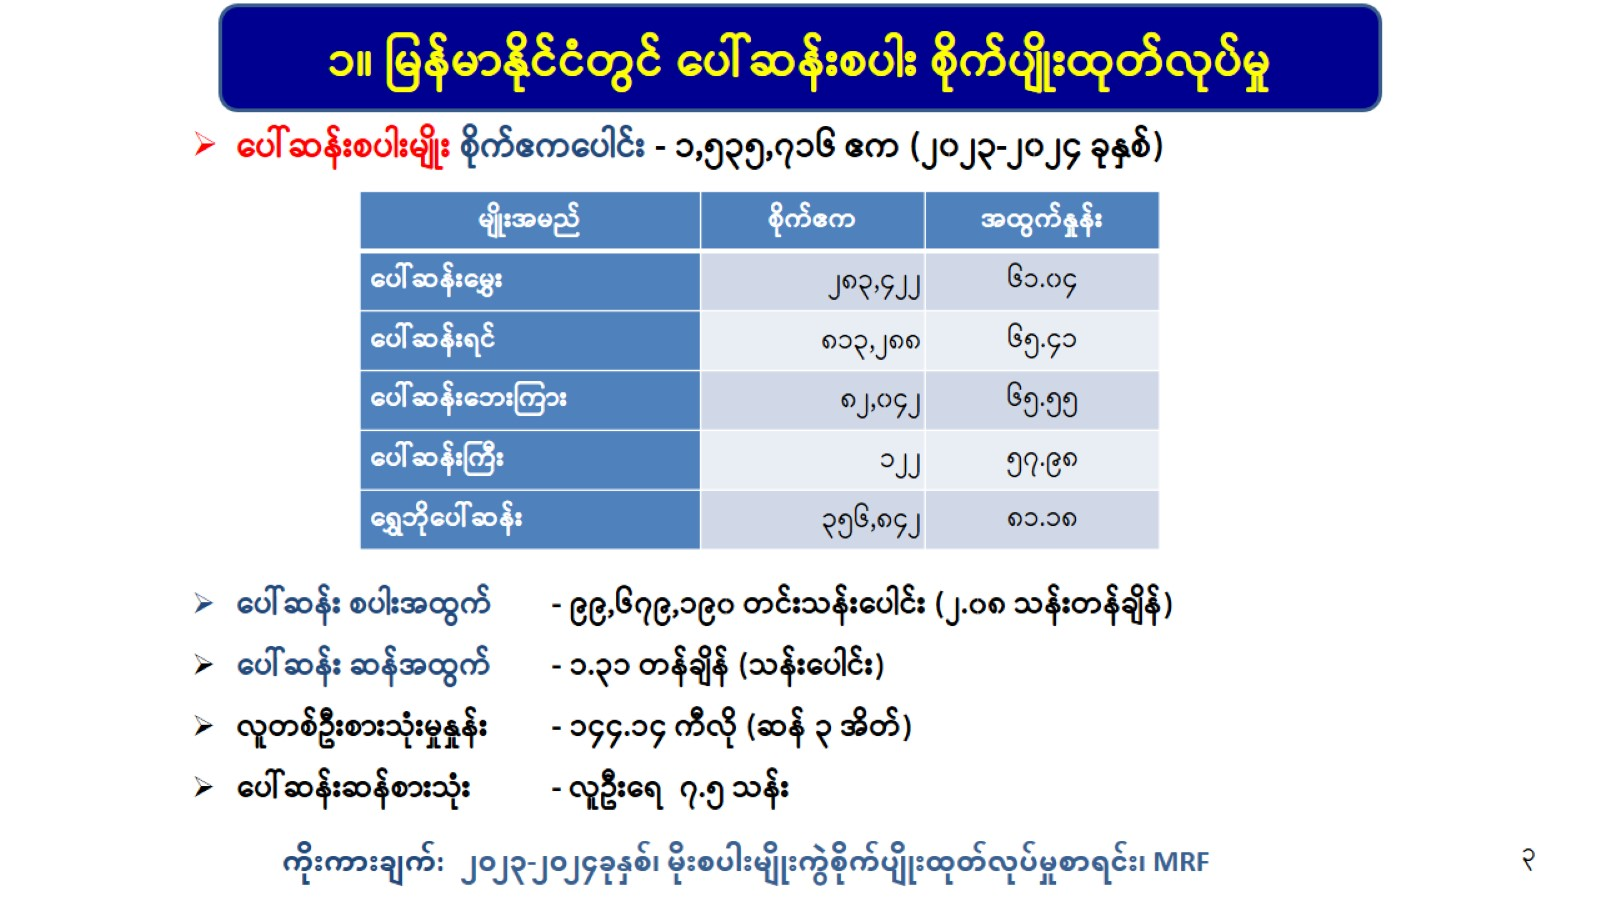 ၁။ မြန်မာနိုင်ငံတွင် ပေါ်ဆန်းစပါး စိုက်ပျိုးထုတ်လုပ်မှု
➢ ပေါ်ဆန်းစပါးမျိုး စိုက်ဧကပေါင်း - ၁,၅၃၅,၇၁၆ ဧက (၂၀၂၃-၂၀၂၄ ခုနှစ်)
မျိုးအမည် စိုက်ဧက အထွက်နှုန်း
ပေါ်ဆန်းမွှေး ၂၈၃,၄၂၂ ၆၁.၀၄
ပေါ်ဆန်းရင် ၈၁၃,၂၈၈ ၆၅.၄၁
ပေါ်ဆန်းဘေးကြား ၈၂,၀၄၂ ၆၅.၅၅
ပေါ်ဆန်းကြီး ၁၂၂ ၅၇.၉၈
ရွှေဘိုပေါ်ဆန်း ၃၅၆,၈၄၂ ၈၁.၁၈
➢ ပေါ်ဆန်း စပါးအထွက် - ၉၉,၆၇၉,၁၉၀ တင်းသန်းပေါင်း (၂.၀၈ သန်းတန်ချိန်)
➢ ပေါ်ဆန်း ဆန်အထွက် - ၁.၃၁ တန်ချိန် (သန်းပေါင်း)
➢ လူတစ်ဦးစားသုံးမှုနှုန်း - ၁၄၄.၁၄ ကီလို (ဆန် ၃ အိတ်)
➢ ပေါ်ဆန်းဆန်စားသုံး - လူဦးရေ ၇.၅ သန်း
ကိုးကားချက်: ၂၀၂၃-၂၀၂၄ခုနှစ်၊ မိုးစပါးမျိုးကွဲစိုက်ပျိုးထုတ်လုပ်မှုစာရင်း၊ MRF
၃